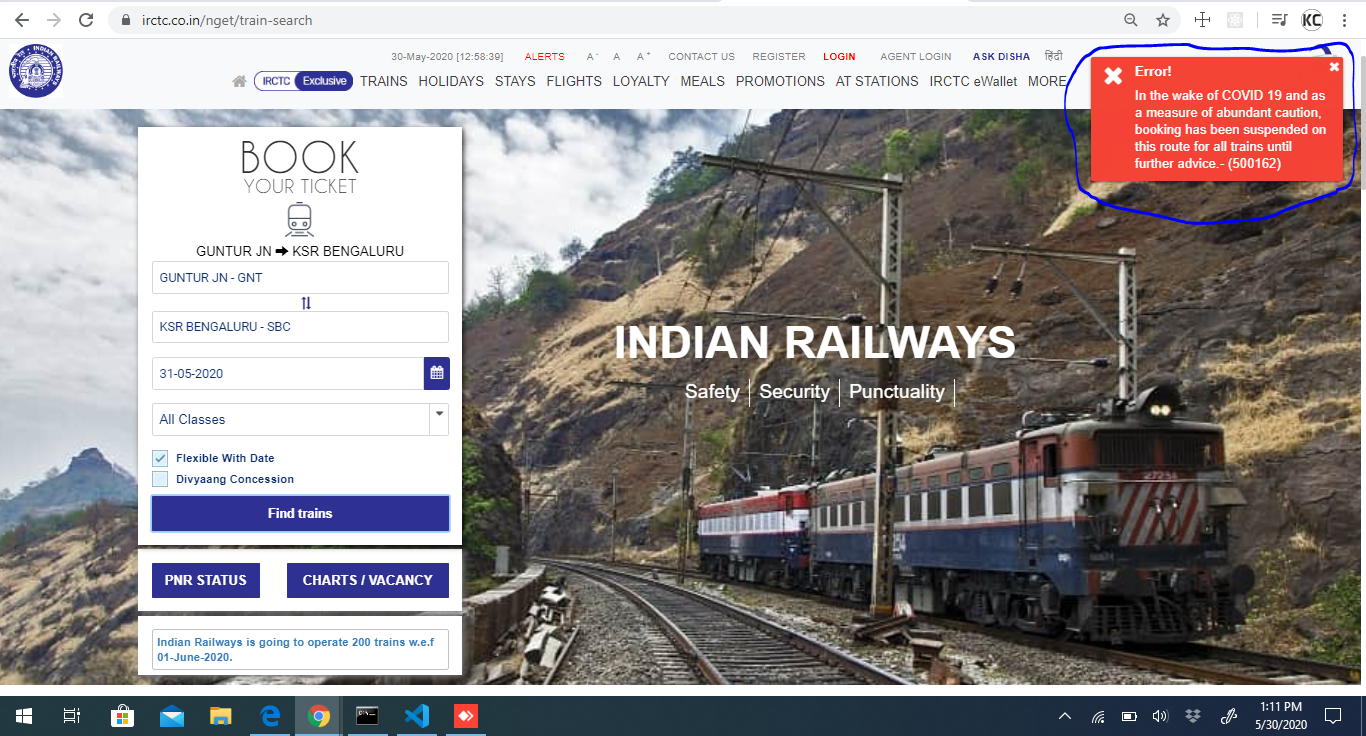 irctc.co.in/nget/train-search
KC
INDIAN RAILWAYS
30-May-2020 [12:58:39] ALERTS A- A A+ CONTACT US REGISTER LOGIN AGENT LOGIN ASK DISHA हिंदी
IRCTC Exclusive TRAINS HOLIDAYS STAYS FLIGHTS LOYALTY MEALS PROMOTIONS AT STATIONS IRCTC eWallet MORE
Error!
In the wake of COVID 19 and as
a measure of abundant caution,
booking has been suspended on
this route for all trains until
further advice.- (500162)
BOOK
YOUR TICKET
GUNTUR JN ➡ KSR BENGALURU
GUNTUR JN - GNT
KSR BENGALURU - SBC
31-05-2020
All Classes
Flexible With Date
Divyaang Concession
Find trains
PNR STATUS CHARTS / VACANCY
Indian Railways is going to operate 200 trains w.e.f
01-June-2020.
INDIAN RAILWAYS
Safety | Security | Punctuality |
1:11 PM
5/30/2020